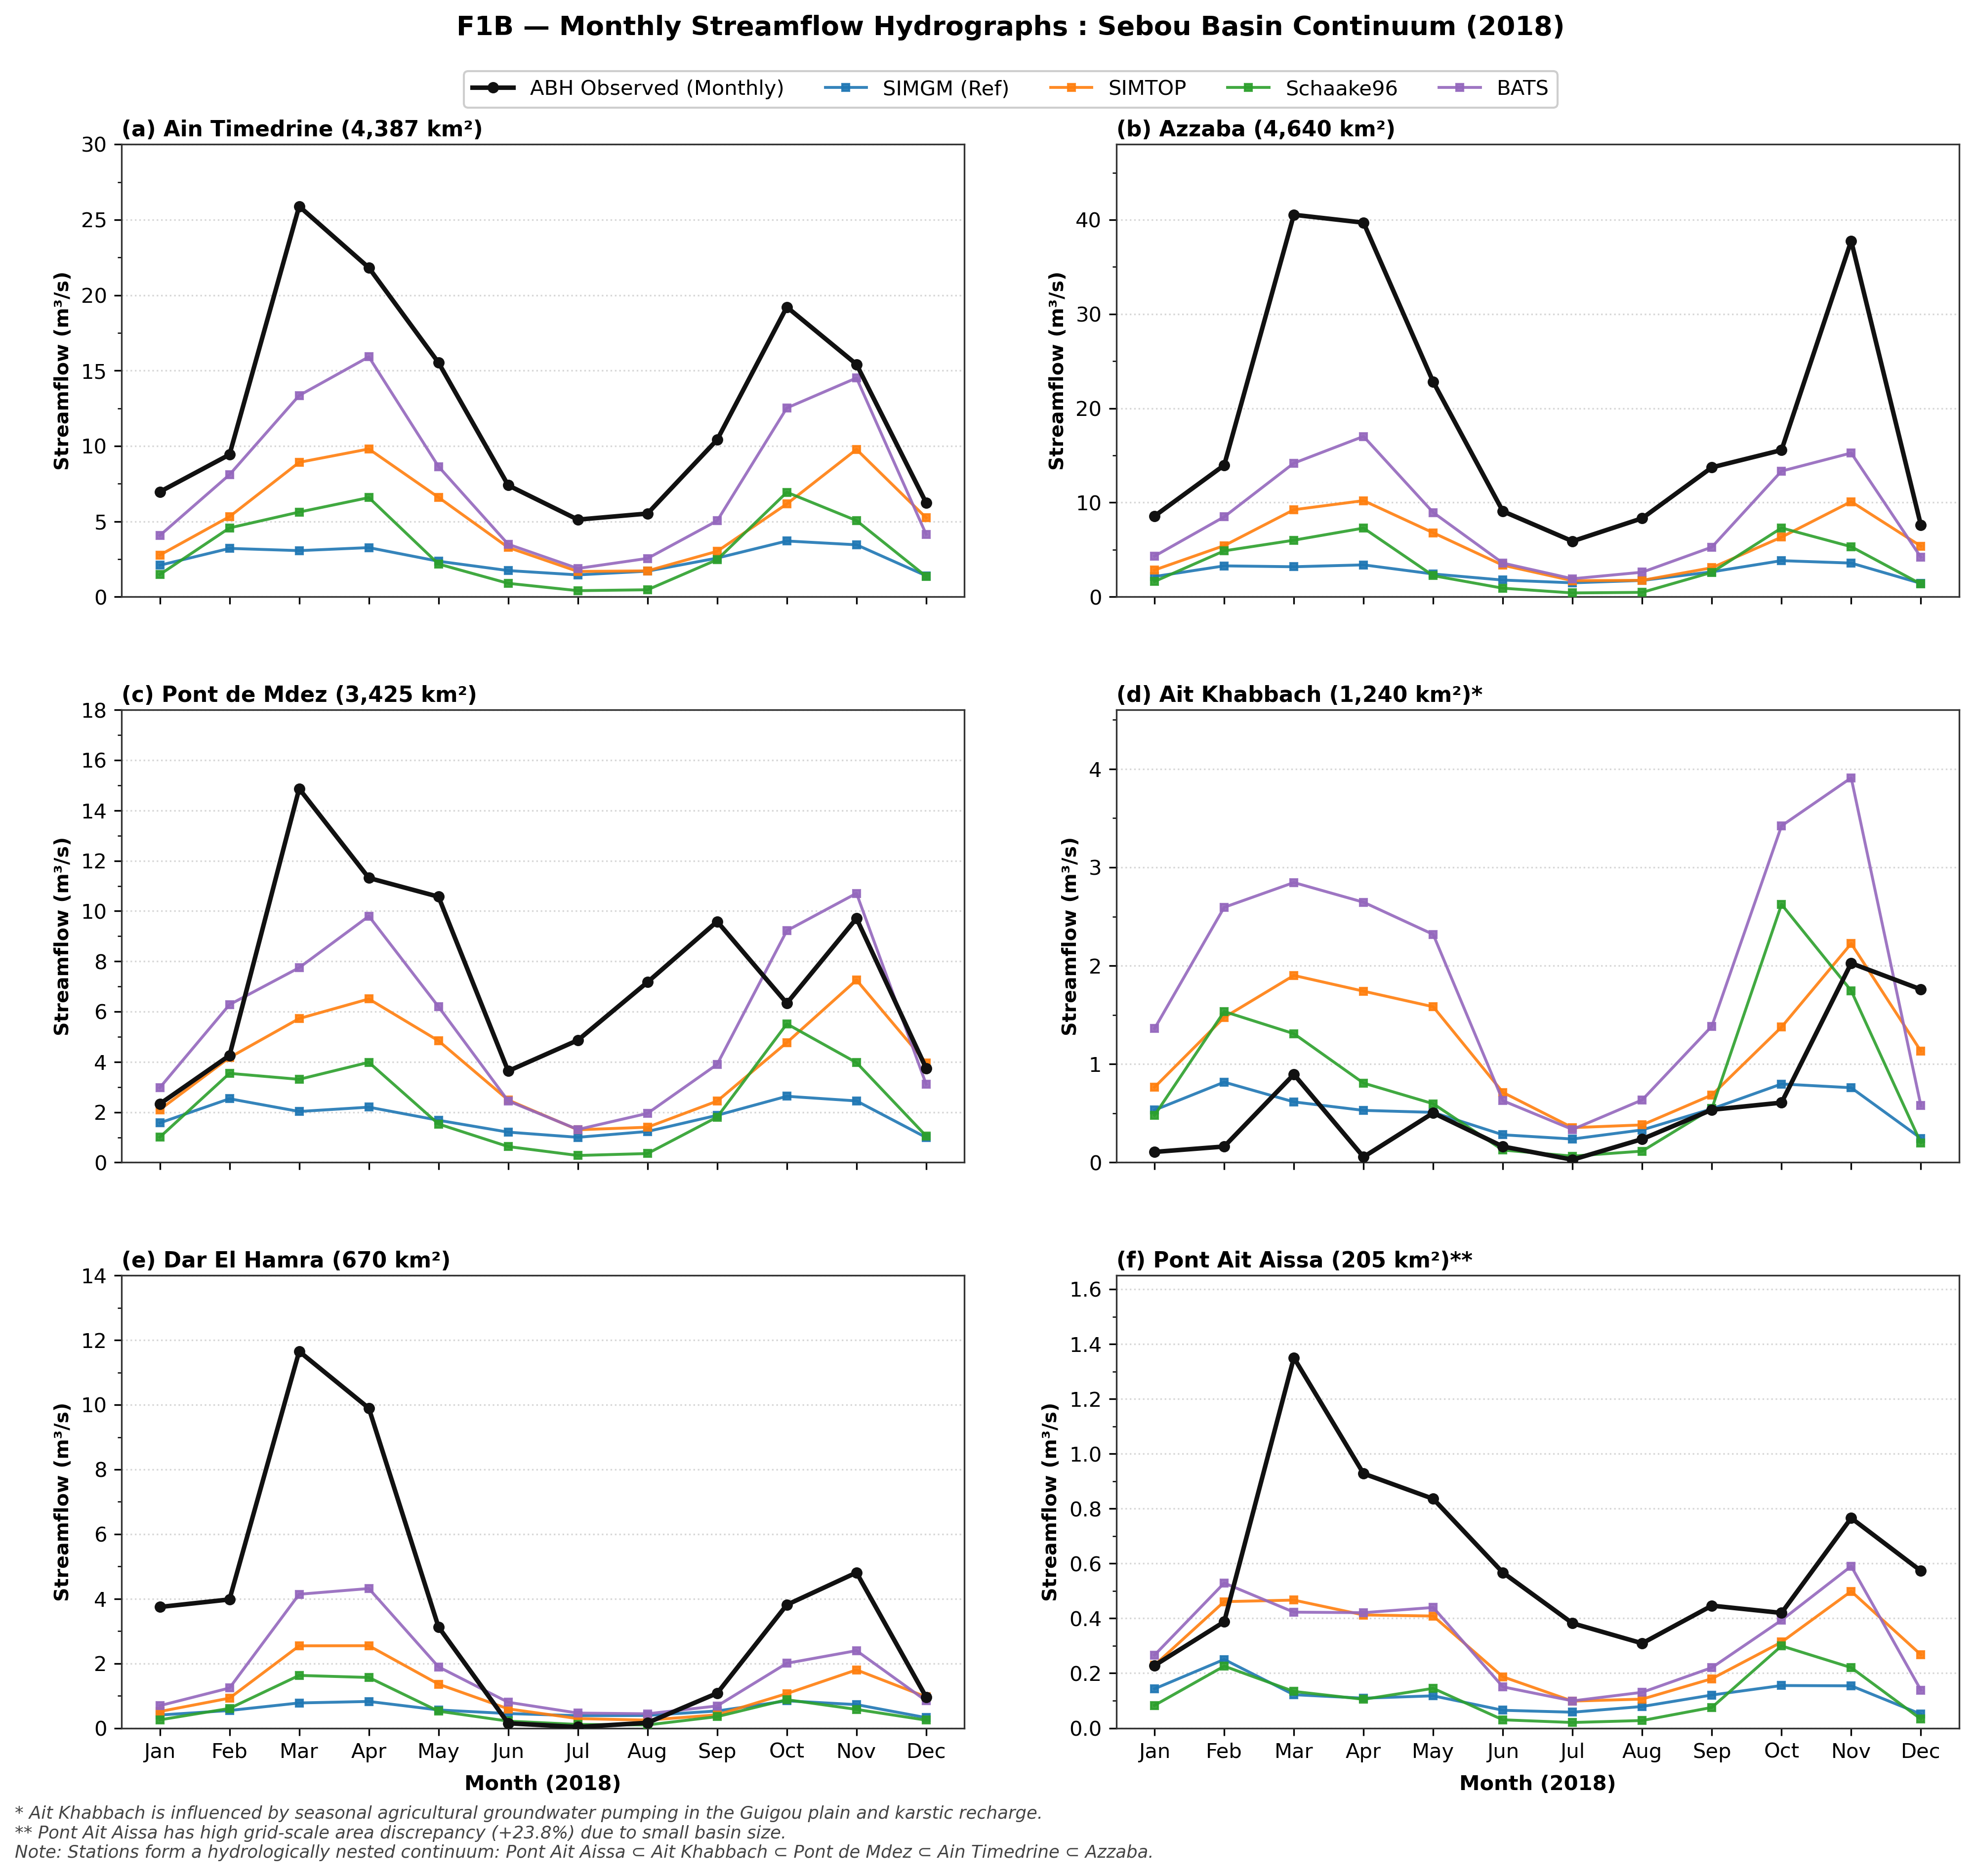 F1B — Monthly Streamflow Hydrographs : Sebou Basin Continuum (2018)
ABH Observed (Monthly) SIMGM (Ref) SIMTOP Schaake96 BATS
(a) Ain Timedrine (4,387 km²)
30
25
20
15
10
5
0
Streamflow (m³/s)
(b) Azzaba (4,640 km²)
40
30
20
10
0
Streamflow (m³/s)
(c) Pont de Mdez (3,425 km²)
18
16
14
12
10
8
6
4
2
0
Streamflow (m³/s)
(d) Ait Khabbach (1,240 km²)*
4
3
2
1
0
Streamflow (m³/s)
(e) Dar El Hamra (670 km²)
14
12
10
8
6
4
2
0
Streamflow (m³/s)
Jan Feb Mar Apr May Jun Jul Aug Sep Oct Nov Dec
Month (2018)
(f) Pont Ait Aissa (205 km²)**
1.6
1.4
1.2
1.0
0.8
0.6
0.4
0.2
0.0
Streamflow (m³/s)
Jan Feb Mar Apr May Jun Jul Aug Sep Oct Nov Dec
Month (2018)
* Ait Khabbach is influenced by seasonal agricultural groundwater pumping in the Guigou plain and karstic recharge.
** Pont Ait Aissa has high grid-scale area discrepancy (+23.8%) due to small basin size.
Note: Stations form a hydrologically nested continuum: Pont Ait Aissa ⊂ Ait Khabbach ⊂ Pont de Mdez ⊂ Ain Timedrine ⊂ Azzaba.